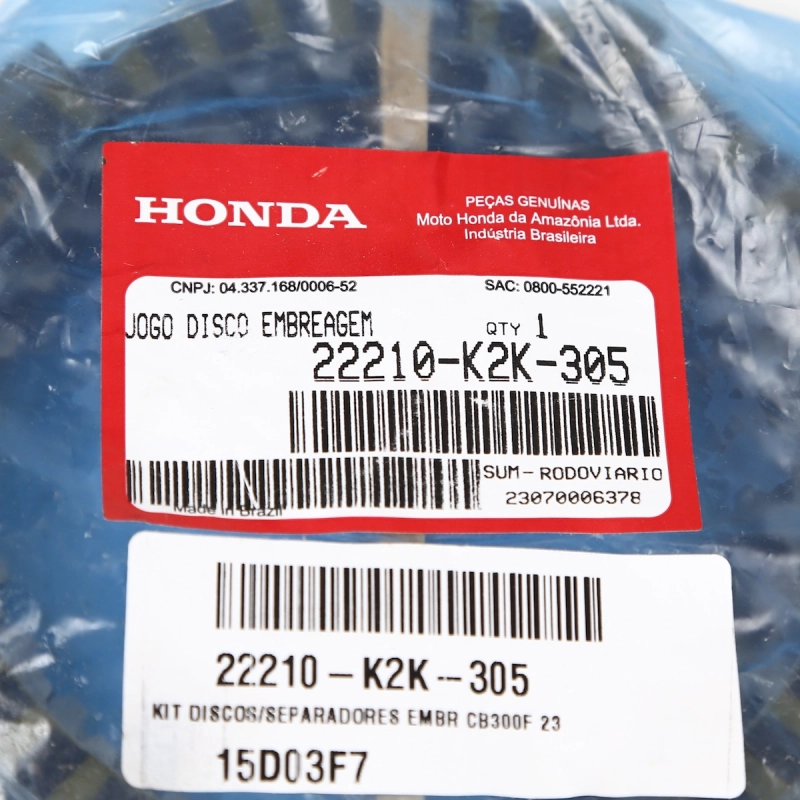 HONDA
PEÇAS GENUÍNAS
Moto Honda da Amazônia Ltda.
Indústria Brasileira
CNPJ: 04.337.168/0006-52
SAC: 0800-552221
JOGO DISCO EMBREAGEM
QTY 1
22210-K2K-305
SUM-RODOVIARIO
23070006378
Made in Brazil
22210-K2K-305
KIT DISCOS/SEPARADORES EMBR CB300F 23
15D03F7